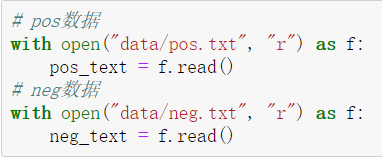 # pos数据
with open("data/pos.txt", "r") as f:
    pos_text = f.read()
# neg数据
with open("data/neg.txt", "r") as f:
    neg_text = f.read()